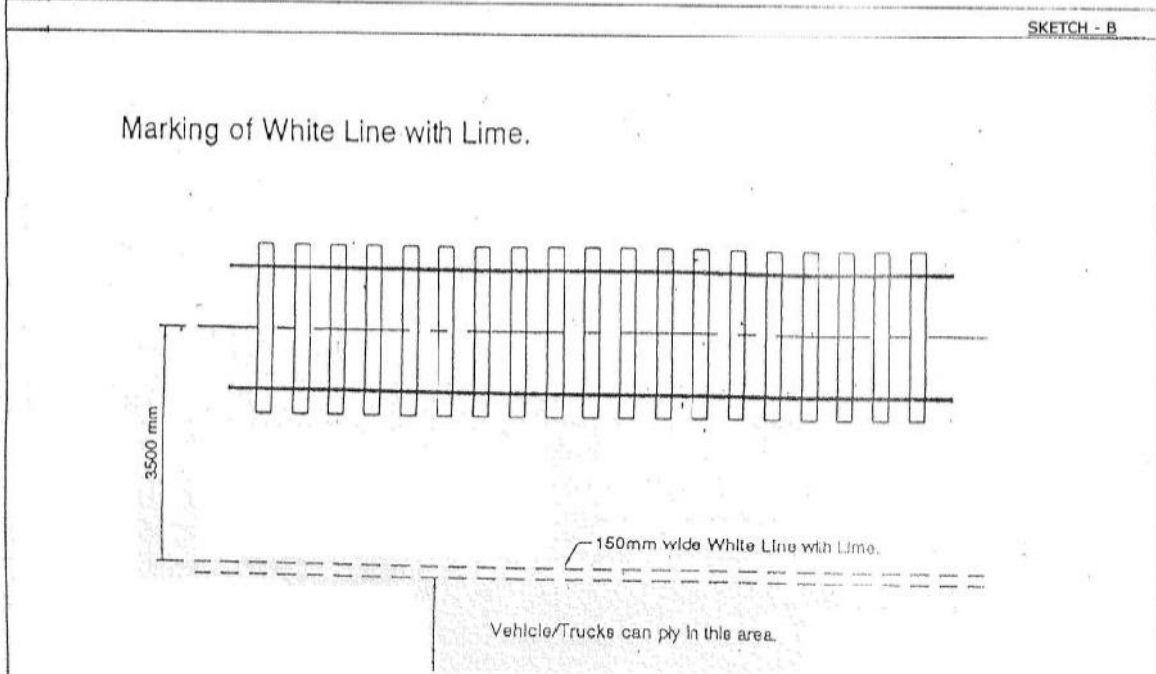 SKETCH - B
Marking of White Line with Lime.
3500 mm
150mm wide White Line with Lime.
Vehicle/Trucks can ply in this area.